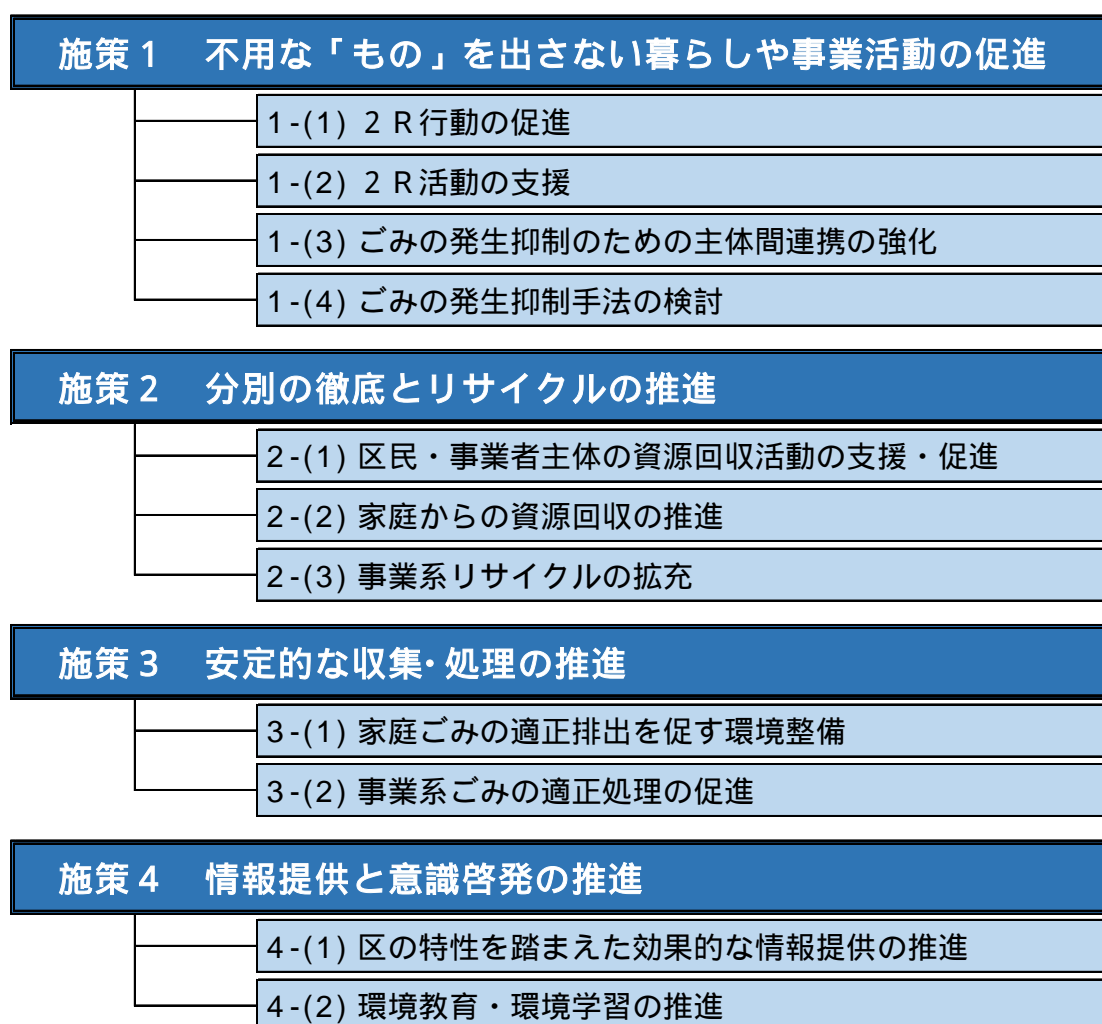 施策１　不用な「もの」を出さない暮らしや事業活動の促進
1-(1) ２Ｒ行動の促進
1-(2) ２Ｒ活動の支援
1-(3) ごみの発生抑制のための主体間連携の強化
1-(4) ごみの発生抑制手法の検討
施策２　分別の徹底とリサイクルの推進
2-(1) 区民・事業者主体の資源回収活動の支援・促進
2-(2) 家庭からの資源回収の推進
2-(3) 事業系リサイクルの拡充
施策３　安定的な収集・処理の推進
3-(1) 家庭ごみの適正排出を促す環境整備
3-(2) 事業系ごみの適正処理の促進
施策４　情報提供と意識啓発の推進
4-(1) 区の特性を踏まえた効果的な情報提供の推進
4-(2) 環境教育・環境学習の推進